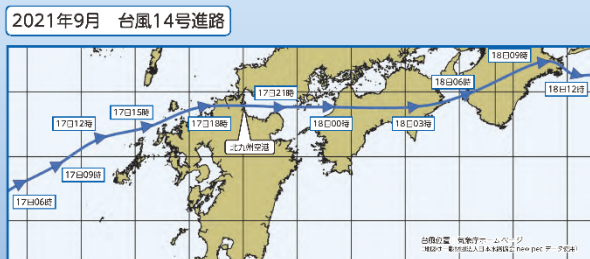 2021年9月　台風14号進路
18日09時
18日06時
18日12時
17日21時
17日15時
17日12時
17日18時
18日00時
18日03時
北九州空港
17日09時
17日06時
台風位置　気象庁ホームページ